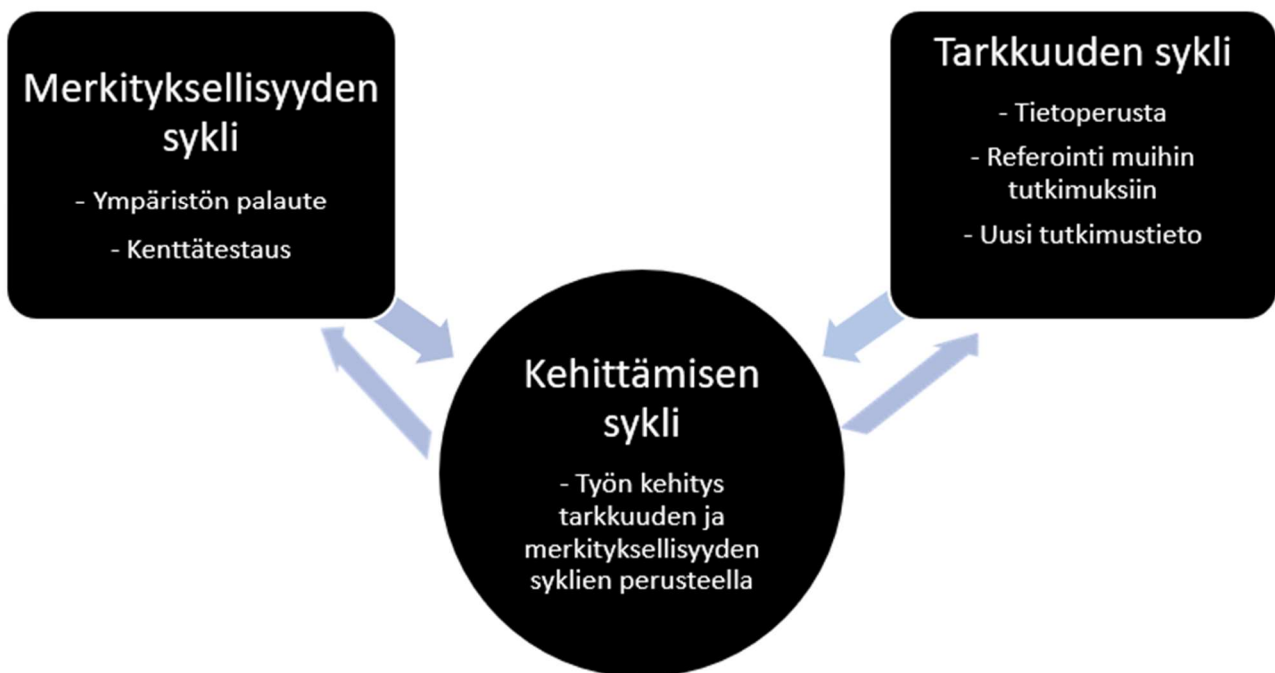 Merkityksellisyyden
sykli
- Ympäristön palaute
- Kenttätestaus
Tarkkuuden sykli
- Tietoperusta
- Referointi muihin
tutkimuksiin
- Uusi tutkimustieto
Kehittämisen
sykli
- Työn kehitys
tarkkuuden ja
merkityksellisyyden
syklien perusteella